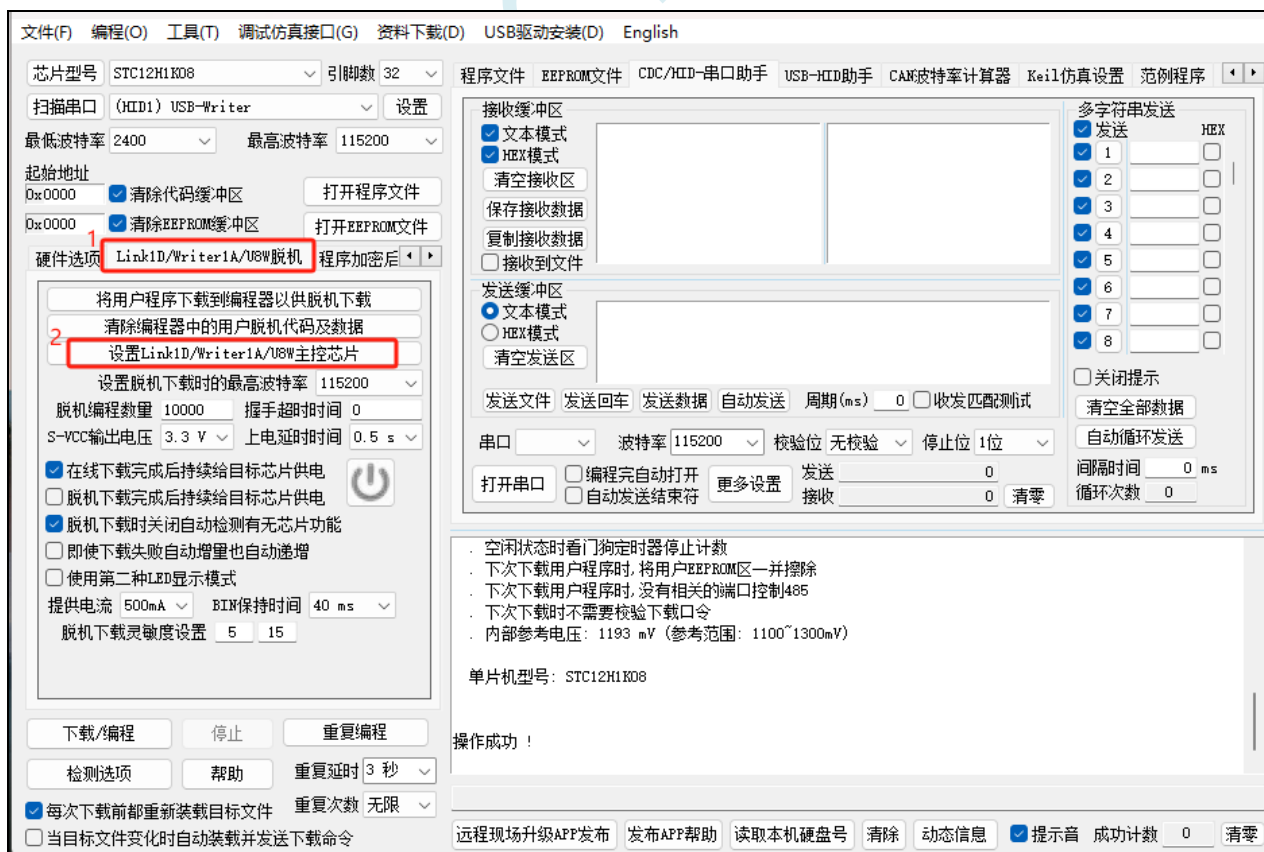 文件(F) 编程(O) 工具(T) 调试仿真接口(G) 资料下载(D) USB驱动安装(D) English
芯片型号 STC12H1K08 引脚数 32
扫描串口 (HID1) USB-Writer 设置
最低波特率 2400 最高波特率 115200
起始地址
0x0000 清除代码缓冲区 打开程序文件
0x0000 清除EEPROM缓冲区 打开EEPROM文件
1
硬件选项 Link1D/Writer1A/U8W脱机 程序加密后
将用户程序下载到编程器以供脱机下载
清除编程器中的用户脱机代码及数据
2
设置Link1D/Writer1A/U8W主控芯片
设置脱机下载时的最高波特率 115200
脱机编程数量 10000 握手超时时间 0
S-VCC输出电压 3.3 V 上电延时时间 0.5 s
在线下载完成后持续给目标芯片供电
脱机下载完成后持续给目标芯片供电
脱机下载时关闭自动检测有无芯片功能
即使下载失败自动增量也自动递增
使用第二种LED显示模式
提供电流 500mA BIN保持时间 40 ms
脱机下载灵敏度设置 5 15
下载/编程 停止 重复编程
检测选项 帮助 重复延时 3 秒
每次下载前都重新装载目标文件 重复次数 无限
当目标文件变化时自动装载并发送下载命令
程序文件 EEPROM文件 CDC/HID-串口助手 USB-HID助手 CAN波特率计算器 Keil仿真设置 范例程序
接收缓冲区
文本模式
HEX模式
清空接收区
保存接收数据
复制接收数据
接收到文件
发送缓冲区
文本模式
HEX模式
清空发送区
发送文件 发送回车 发送数据 自动发送 周期(ms) 0 收发匹配测试
串口 波特率 115200 校验位 无校验 停止位 1位
打开串口 编程完自动打开 更多设置 发送 0
自动发送结束符 接收 0 清零
多字符串发送
发送 HEX
1
2
3
4
5
6
7
8
关闭提示
清空全部数据
自动循环发送
间隔时间 0 ms
循环次数 0
. 空闲状态时看门狗定时器停止计数
. 下次下载用户程序时,将用户EEPROM区一并擦除
. 下次下载用户程序时,没有相关的端口控制485
. 下次下载时不需要校验下载口令
. 内部参考电压: 1193 mV (参考范围: 1100~1300mV)
单片机型号: STC12H1K08
操作成功 !
远程现场升级APP发布 发布APP帮助 读取本机硬盘号 清除 动态信息 提示音 成功计数 0 清零